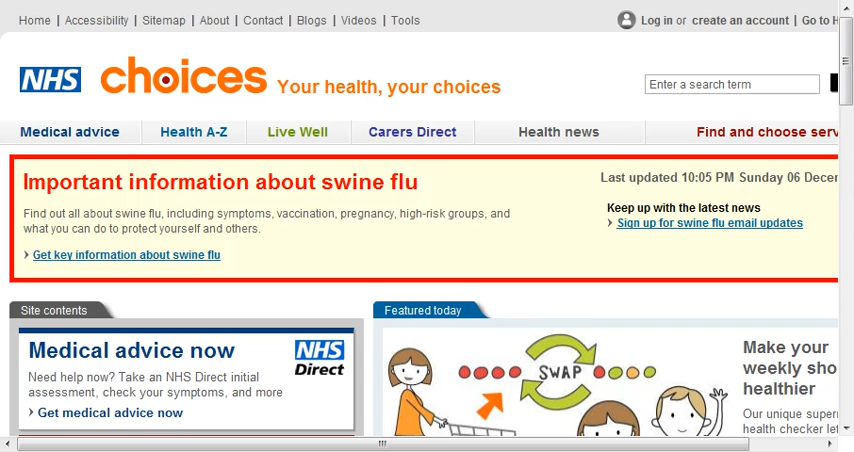 Home | Accessibility | Sitemap | About | Contact | Blogs | Videos | Tools
Log in or create an account | Go to
NHS choices Your health, your choices
Enter a search term
Medical advice Health A-Z Live Well Carers Direct Health news Find and choose
Important information about swine flu
Last updated 10:05 PM Sunday 06
Find out all about swine flu, including symptoms, vaccination, pregnancy, high-risk groups, and
what you can do to protect yourself and others.
› Get key information about swine flu
Keep up with the latest news
› Sign up for swine flu email updates
Site contents
Medical advice now
NHS
Direct
Need help now? Take an NHS Direct initial
assessment, check your symptoms, and more
› Get medical advice now
Featured today
SWAP
Make your
weekly
healthier
Our unique
health checker